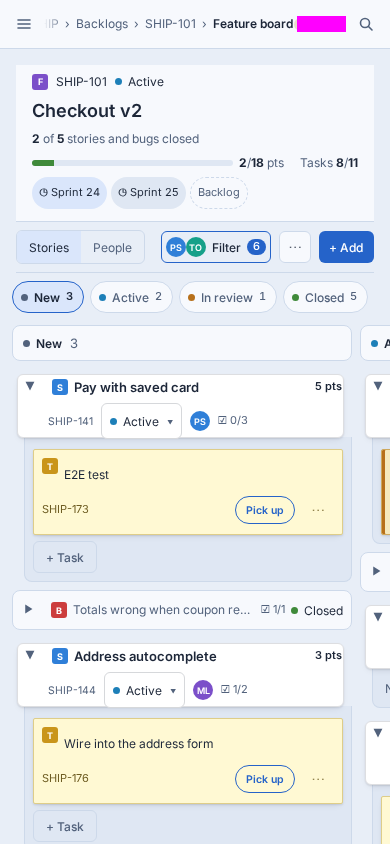 IP › Backlogs › SHIP-101 › Feature board
F SHIP-101 Active
Checkout v2
2 of 5 stories and bugs closed
2/18 pts Tasks 8/11
Sprint 24 Sprint 25 Backlog
Stories People PS TO Filter 6 ··· + Add
New 3 Active 2 In review 1 Closed 5
New 3
▼ S Pay with saved card 5 pts
SHIP-141 Active ▾ PS ☑ 0/3
T E2E test
SHIP-173 Pick up ···
+ Task
▶ B Totals wrong when coupon re... ☑ 1/1 Closed
▼ S Address autocomplete 3 pts
SHIP-144 Active ▾ ML ☑ 1/2
T Wire into the address form
SHIP-176 Pick up ···
+ Task